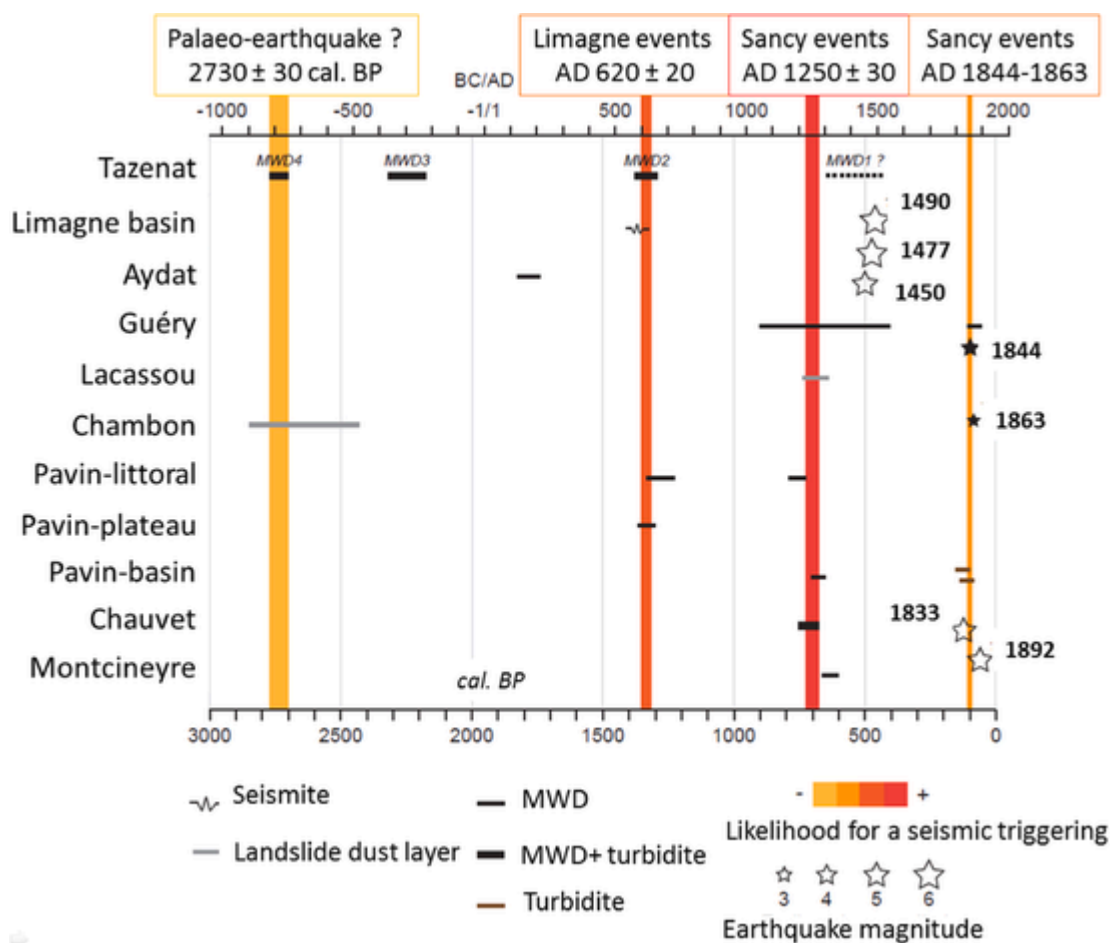 Palaeo-earthquake ?
2730 ± 30 cal. BP
Limagne events
AD 620 ± 20
Sancy events
AD 1250 ± 30
Sancy events
AD 1844-1863
BC/AD
-1000 -500 -1/1 500 1000 1500 2000
Tazenat
MWD4 MWD3 MWD2 MWD1 ?
Limagne basin
1490
1477
Aydat
1450
Guéry
1844
Lacassou
Chambon
1863
Pavin-littoral
Pavin-plateau
Pavin-basin
Chauvet
1833
Montcineyre
1892
cal. BP
3000 2500 2000 1500 1000 500 0
Seismite
Landslide dust layer
MWD
MWD+ turbidite
Turbidite
- +
Likelihood for a seismic triggering
3 4 5 6
Earthquake magnitude